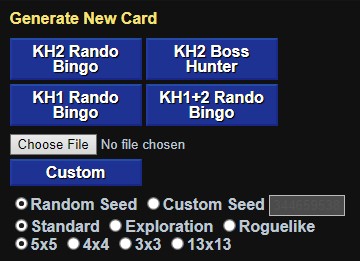 Generate New Card
KH2 Rando Bingo
KH2 Boss Hunter
KH1 Rando Bingo
KH1+2 Rando Bingo
Choose File No file chosen
Custom
Random Seed Custom Seed
Standard Exploration Roguelike
5x5 4x4 3x3 13x13